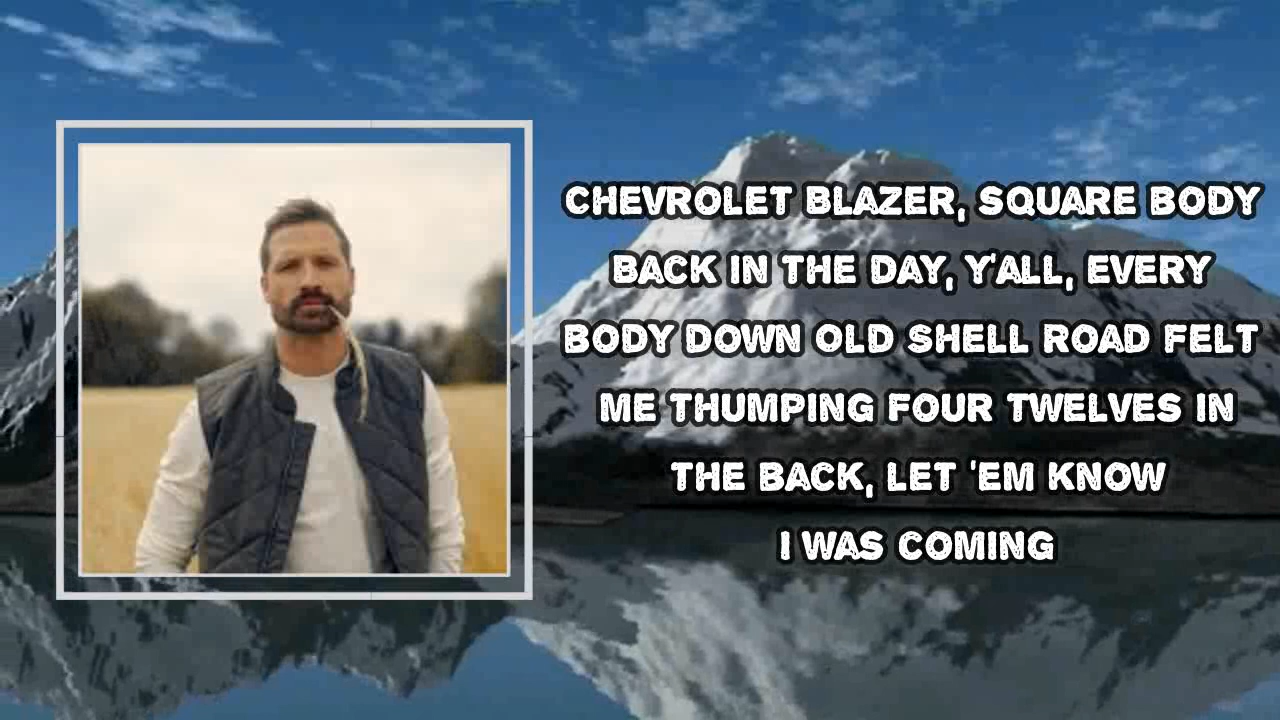 CHEVROLET BLAZER, SQUARE BODY
BACK IN THE DAY, Y'ALL, EVERY
BODY DOWN OLD SHELL ROAD FELT
ME THUMPING FOUR TWELVES IN
THE BACK, LET 'EM KNOW
I WAS COMING